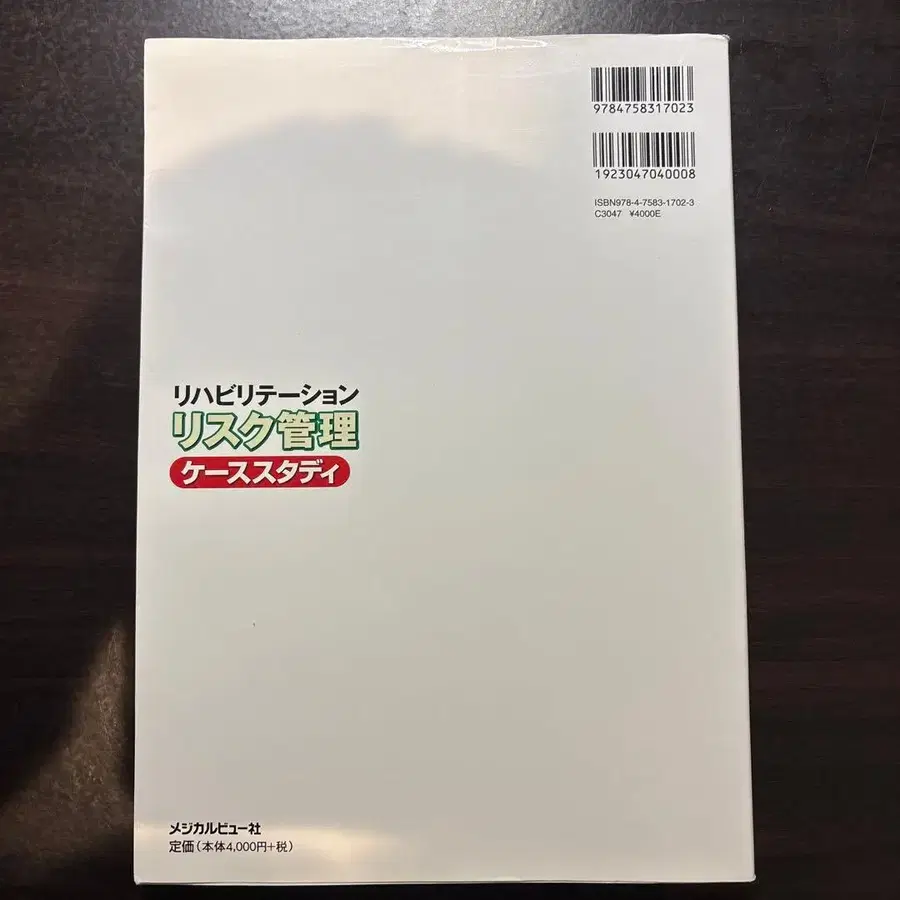 9784758317023
1923047040008
ISBN978-4-7583-1702-3
C3047 ¥4000E
リハビリテーション
リスク管理
ケーススタディ
メジカルビュー社
定価(本体4,000円+税)